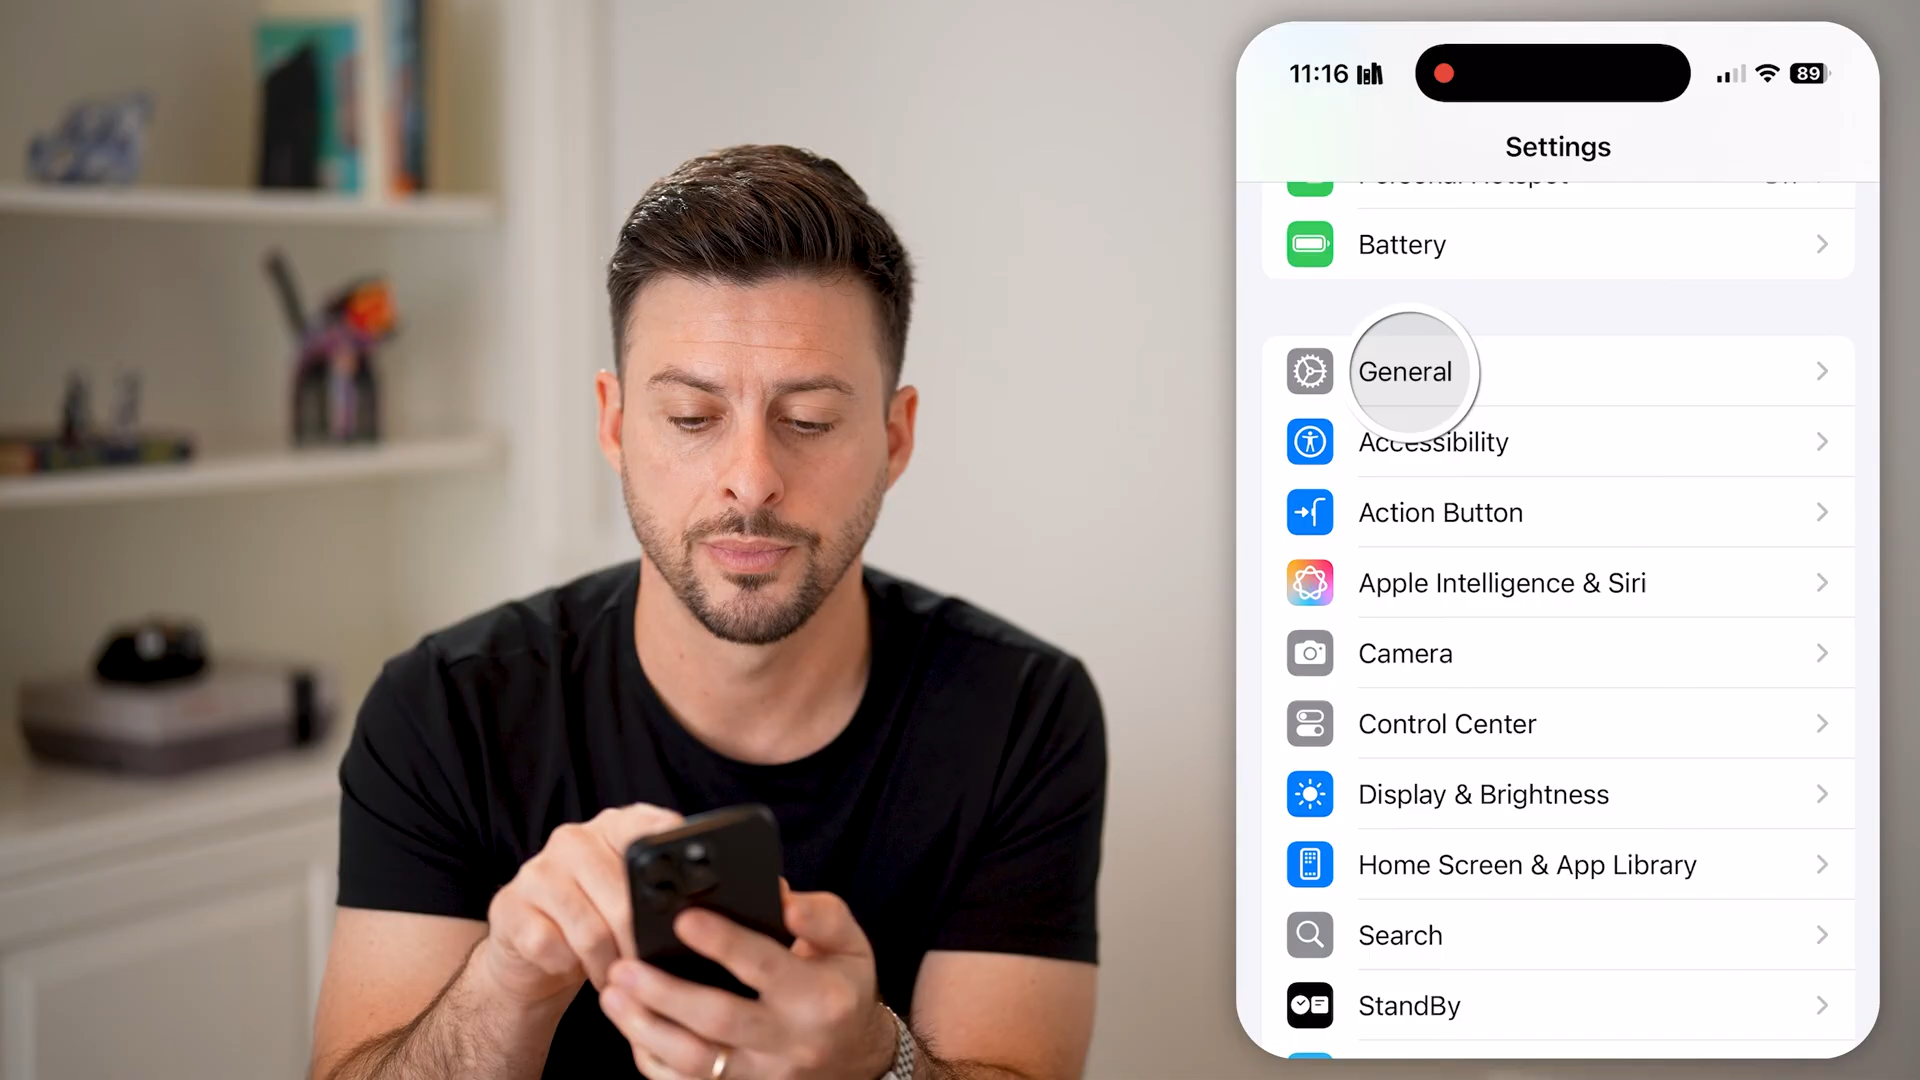 11:16
89
Settings
Battery
General
Accessibility
Action Button
Apple Intelligence & Siri
Camera
Control Center
Display & Brightness
Home Screen & App Library
Search
StandBy